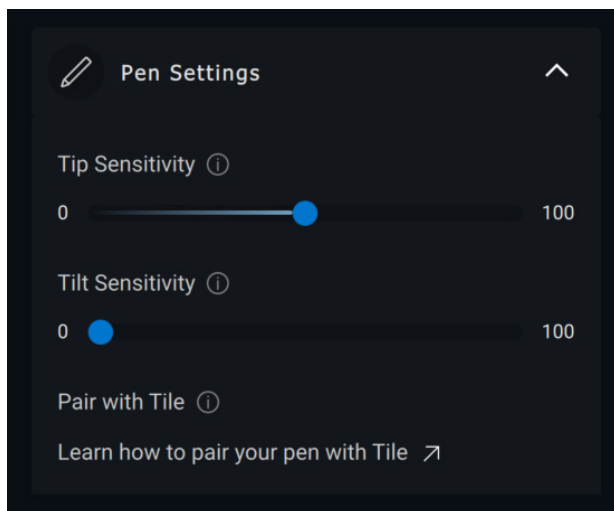 Pen Settings
Tip Sensitivity
0 100
Tilt Sensitivity
0 100
Pair with Tile
Learn how to pair your pen with Tile